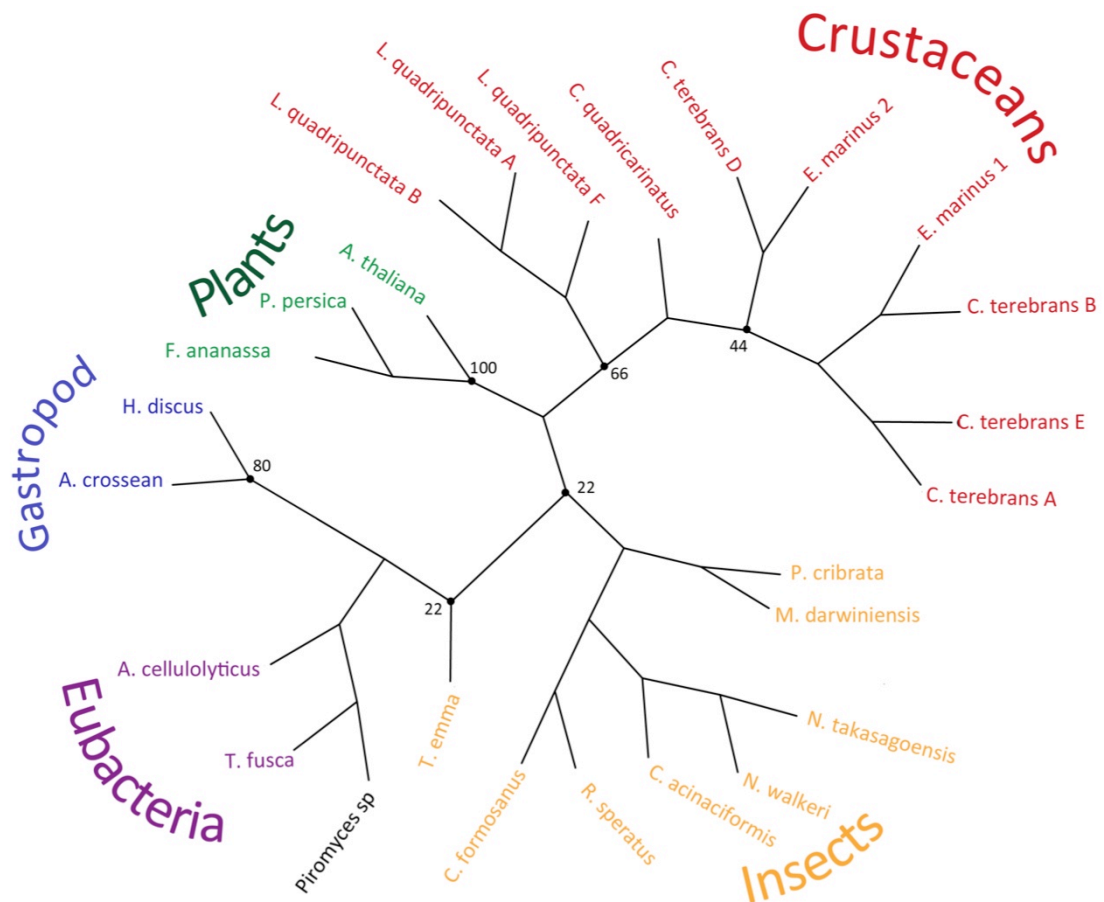 Crustaceans
L. quadripunctata B
L. quadripunctata A
L. quadripunctata F
C. quadricarinatus
C. terebrans D
E. marinus 2
E. marinus 1
C. terebrans B
C. terebrans E
C. terebrans A
44
66
Plants
A. thaliana
P. persica
F. ananassa
100
Gastropod
H. discus
A. crossean
80
22
22
P. cribrata
M. darwiniensis
N. takasagoensis
N. walkeri
C. acinaciformis
R. speratus
C. formosanus
Insects
T. emma
Eubacteria
A. cellulolyticus
T. fusca
Piromyces sp